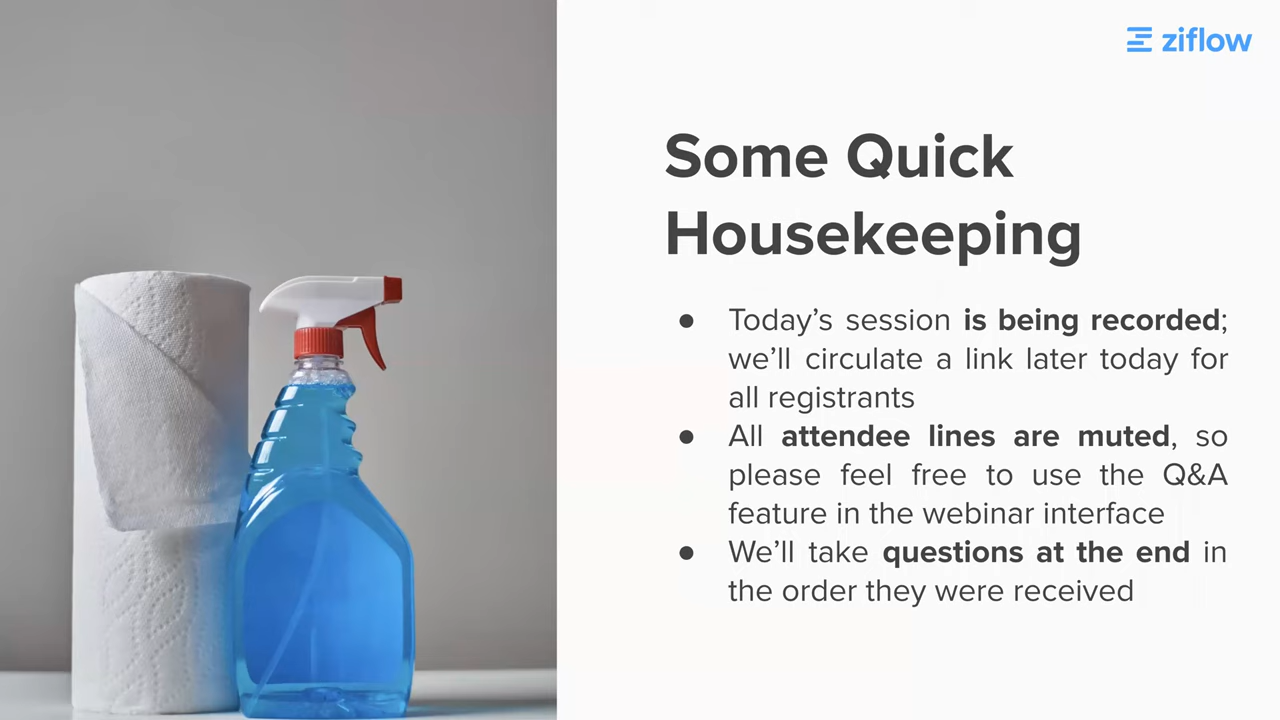 ziflow
Some Quick
Housekeeping
● Today’s session is being recorded;
we’ll circulate a link later today for
all registrants
● All attendee lines are muted, so
please feel free to use the Q&A
feature in the webinar interface
● We’ll take questions at the end in
the order they were received